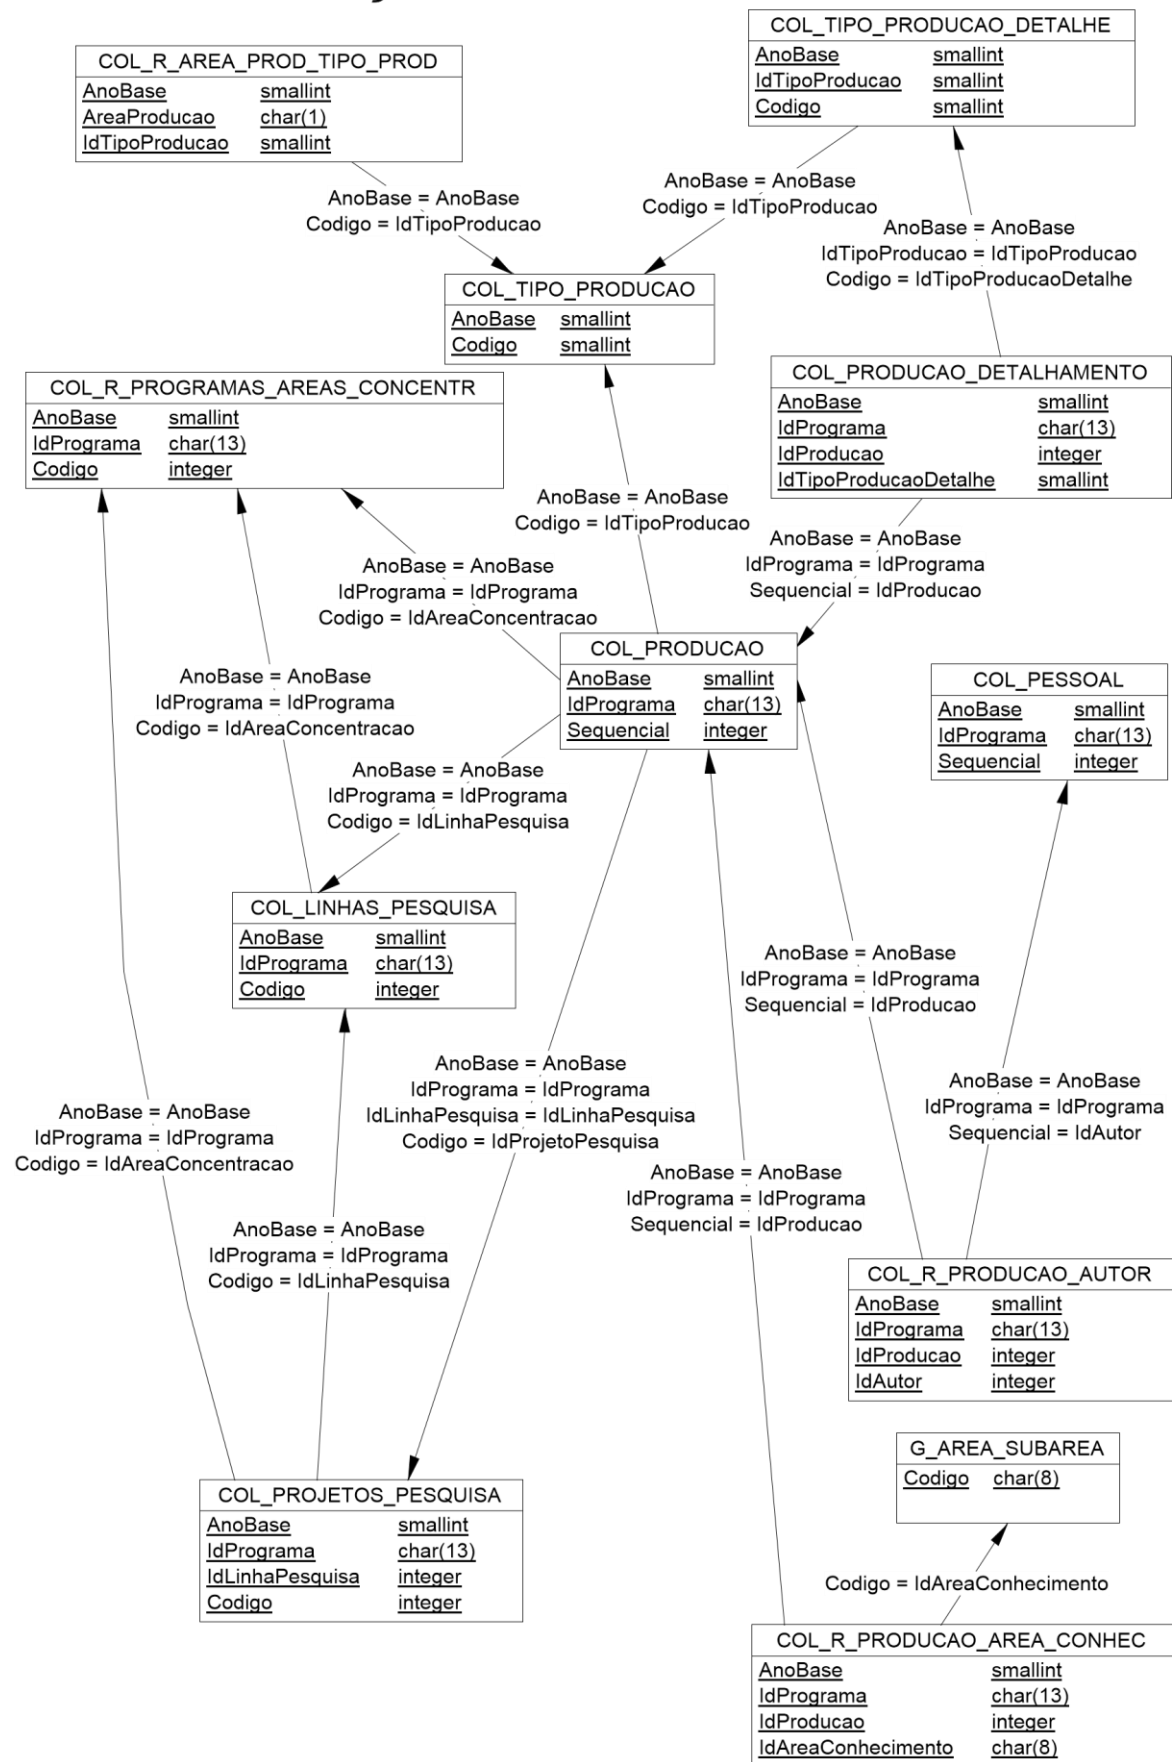 COL_TIPO_PRODUCAO_DETALHE
AnoBase smallint
IdTipoProducao smallint
Codigo smallint
COL_R_AREA_PROD_TIPO_PROD
AnoBase smallint
AreaProducao char(1)
IdTipoProducao smallint
AnoBase = AnoBase
Codigo = IdTipoProducao
AnoBase = AnoBase
Codigo = IdTipoProducao
AnoBase = AnoBase
IdTipoProducao = IdTipoProducao
Codigo = IdTipoProducaoDetalhe
COL_TIPO_PRODUCAO
AnoBase smallint
Codigo smallint
COL_PRODUCAO_DETALHAMENTO
AnoBase smallint
IdPrograma char(13)
IdProducao integer
IdTipoProducaoDetalhe smallint
COL_R_PROGRAMAS_AREAS_CONCENTR
AnoBase smallint
IdPrograma char(13)
Codigo integer
AnoBase = AnoBase
Codigo = IdTipoProducao
AnoBase = AnoBase
IdPrograma = IdPrograma
Sequencial = IdProducao
AnoBase = AnoBase
IdPrograma = IdPrograma
Codigo = IdAreaConcentracao
COL_PRODUCAO
AnoBase smallint
IdPrograma char(13)
Sequencial integer
COL_PESSOAL
AnoBase smallint
IdPrograma char(13)
Sequencial integer
AnoBase = AnoBase
IdPrograma = IdPrograma
Codigo = IdAreaConcentracao
AnoBase = AnoBase
IdPrograma = IdPrograma
Codigo = IdLinhaPesquisa
COL_LINHAS_PESQUISA
AnoBase smallint
IdPrograma char(13)
Codigo integer
AnoBase = AnoBase
IdPrograma = IdPrograma
Sequencial = IdProducao
AnoBase = AnoBase
IdPrograma = IdPrograma
IdLinhaPesquisa = IdLinhaPesquisa
Codigo = IdProjetoPesquisa
AnoBase = AnoBase
IdPrograma = IdPrograma
Sequencial = IdAutor
AnoBase = AnoBase
IdPrograma = IdPrograma
Codigo = IdAreaConcentracao
AnoBase = AnoBase
IdPrograma = IdPrograma
Sequencial = IdProducao
AnoBase = AnoBase
IdPrograma = IdPrograma
Codigo = IdLinhaPesquisa
COL_R_PRODUCAO_AUTOR
AnoBase smallint
IdPrograma char(13)
IdProducao integer
IdAutor integer
G_AREA_SUBAREA
Codigo char(8)
COL_PROJETOS_PESQUISA
AnoBase smallint
IdPrograma char(13)
IdLinhaPesquisa integer
Codigo integer
Codigo = IdAreaConhecimento
COL_R_PRODUCAO_AREA_CONHEC
AnoBase smallint
IdPrograma char(13)
IdProducao integer
IdAreaConhecimento char(8)